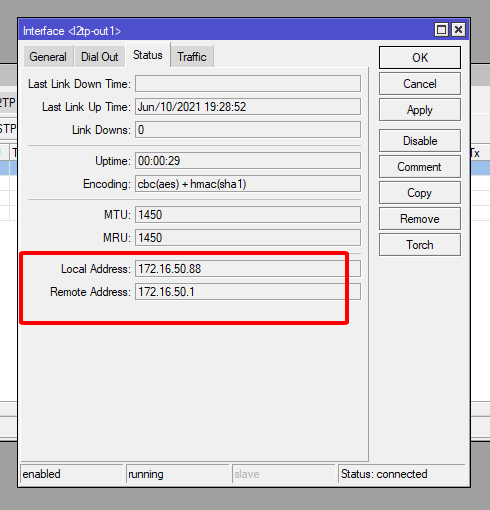 Interface <l2tp-out1>
General Dial Out Status Traffic
Last Link Down Time:
Last Link Up Time: Jun/10/2021 19:28:52
Link Downs: 0
Uptime: 00:00:29
Encoding: cbc(aes) + hmac(sha1)
MTU: 1450
MRU: 1450
Local Address: 172.16.50.88
Remote Address: 172.16.50.1
OK
Cancel
Apply
Disable
Comment
Copy
Remove
Torch
enabled running slave Status: connected
2TP
STP
Tx